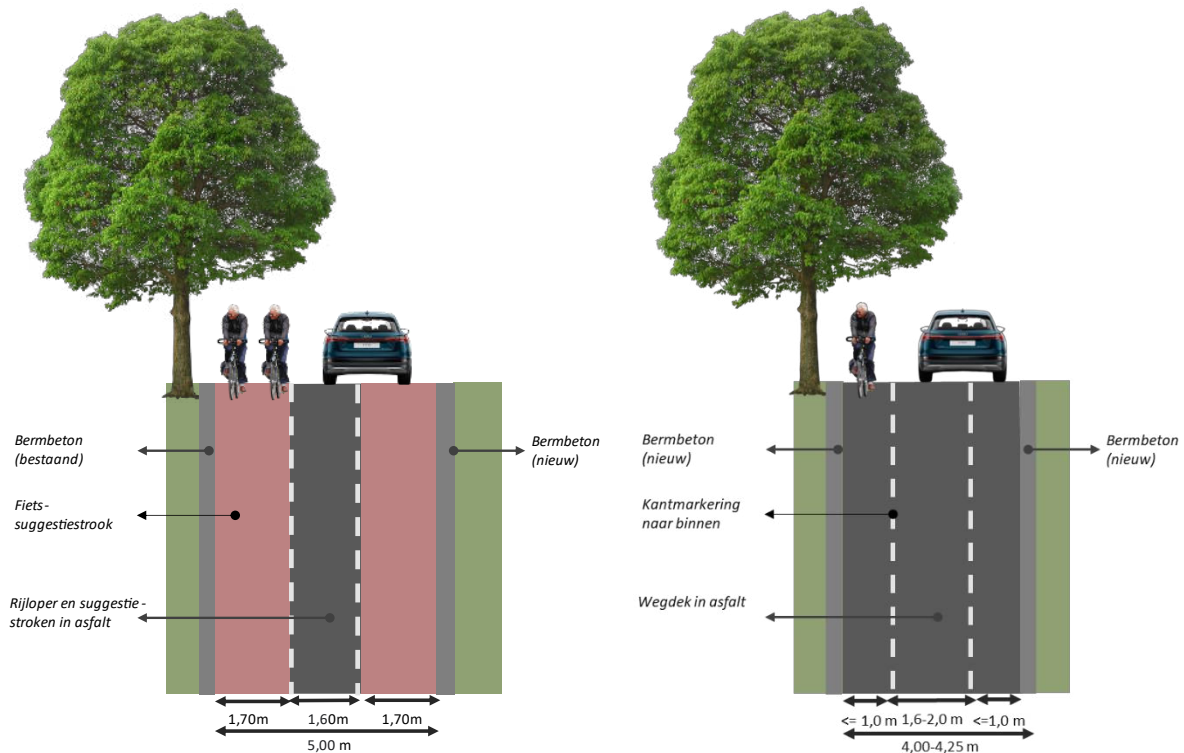 Bermbeton
(bestaand)
Bermbeton
(nieuw)
Fiets-
suggestiestrook
Rijloper en suggestie -
stroken in asfalt
1,70m
1,60m
1,70m
5,00 m
Bermbeton
(nieuw)
Bermbeton
(nieuw)
Kantmarkering
naar binnen
Wegdek in asfalt
<= 1,0 m
1,6-2,0 m
<=1,0 m
4,00-4,25 m